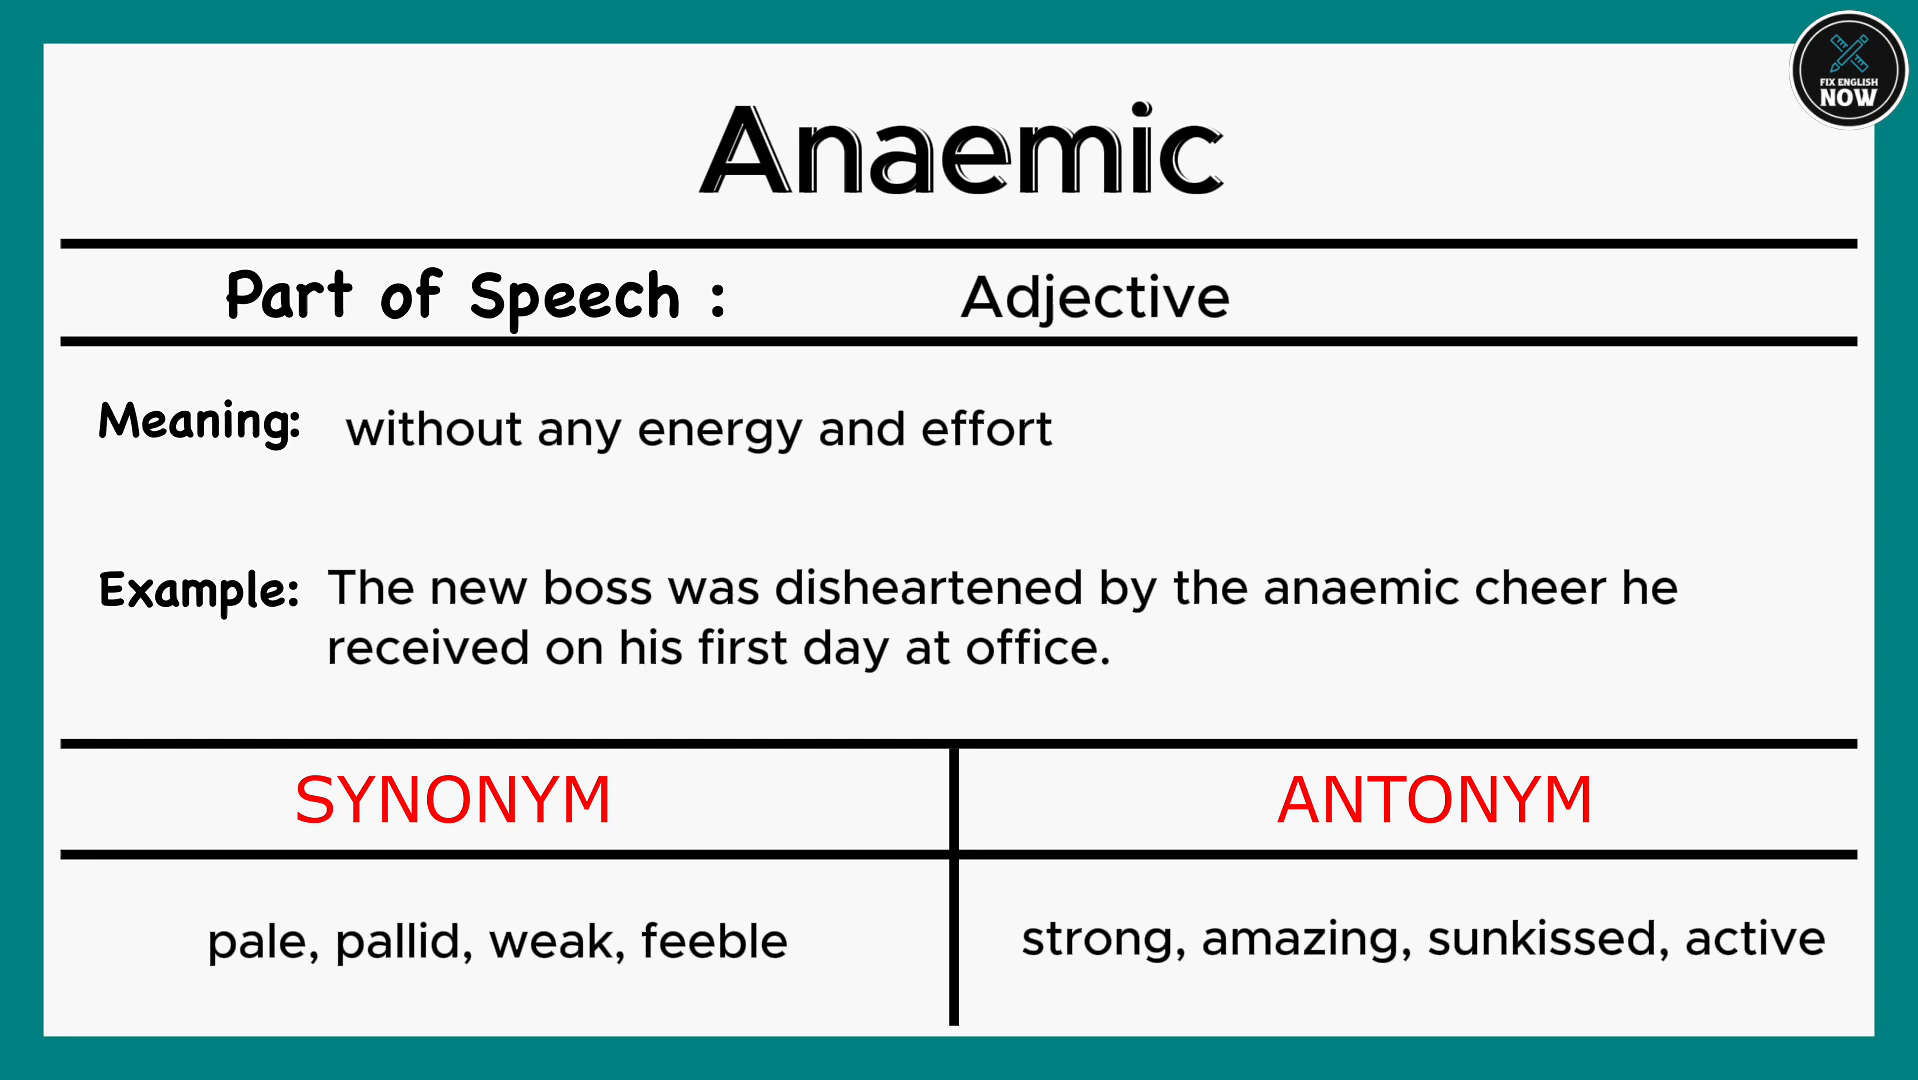 FIX ENGLISH
NOW
Anaemic
Part of Speech : Adjective
Meaning: without any energy and effort
Example: The new boss was disheartened by the anaemic cheer he
received on his first day at office.
SYNONYM ANTONYM
pale, pallid, weak, feeble strong, amazing, sunkissed, active